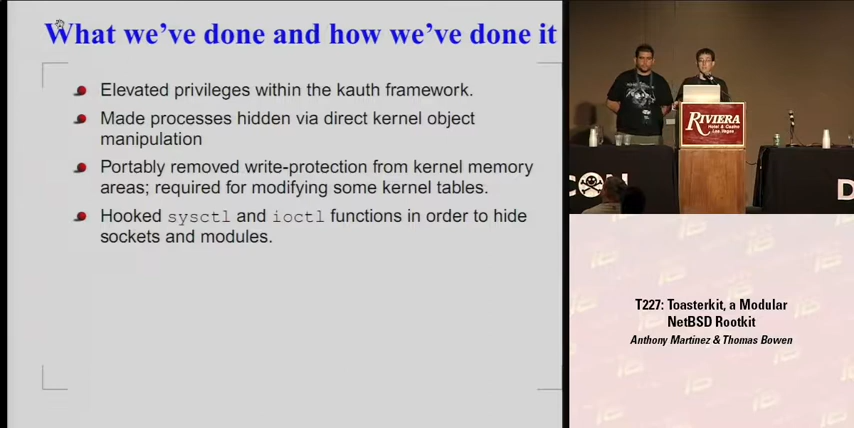 What we've done and how we've done it
Elevated privileges within the kauth framework.
Made processes hidden via direct kernel object
manipulation
Portably removed write-protection from kernel memory
areas; required for modifying some kernel tables.
Hooked sysctl and ioctl functions in order to hide
sockets and modules.
RIVIERA
Hotel & Casino
Las Vegas
CON
D
T227: Toasterkit, a Modular
NetBSD Rootkit
Anthony Martinez & Thomas Bowen